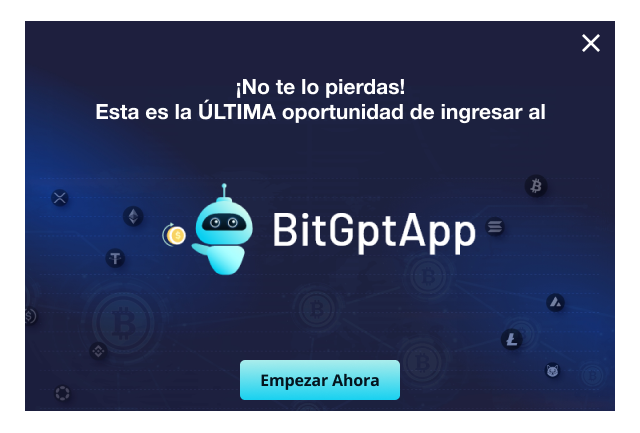 ¡No te lo pierdas!
Esta es la ÚLTIMA oportunidad de ingresar al
BitGptApp
Empezar Ahora